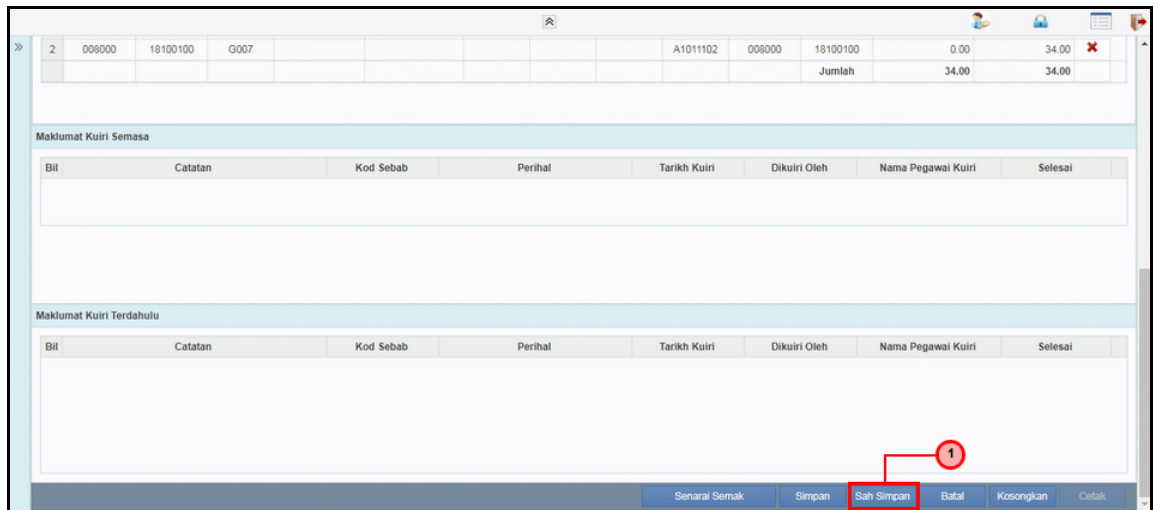 2 008000 18100100 G007 A1011102 008000 18100100 0.00 34.00
Jumlah 34.00 34.00
Maklumat Kuiri Semasa
Bil Catatan Kod Sebab Perihal Tarikh Kuiri Dikuiri Oleh Nama Pegawai Kuiri Selesai
Maklumat Kuiri Terdahulu
Bil Catatan Kod Sebab Perihal Tarikh Kuiri Dikuiri Oleh Nama Pegawai Kuiri Selesai
1
Senarai Semak Simpan Sah Simpan Batal Kosongkan Cetak